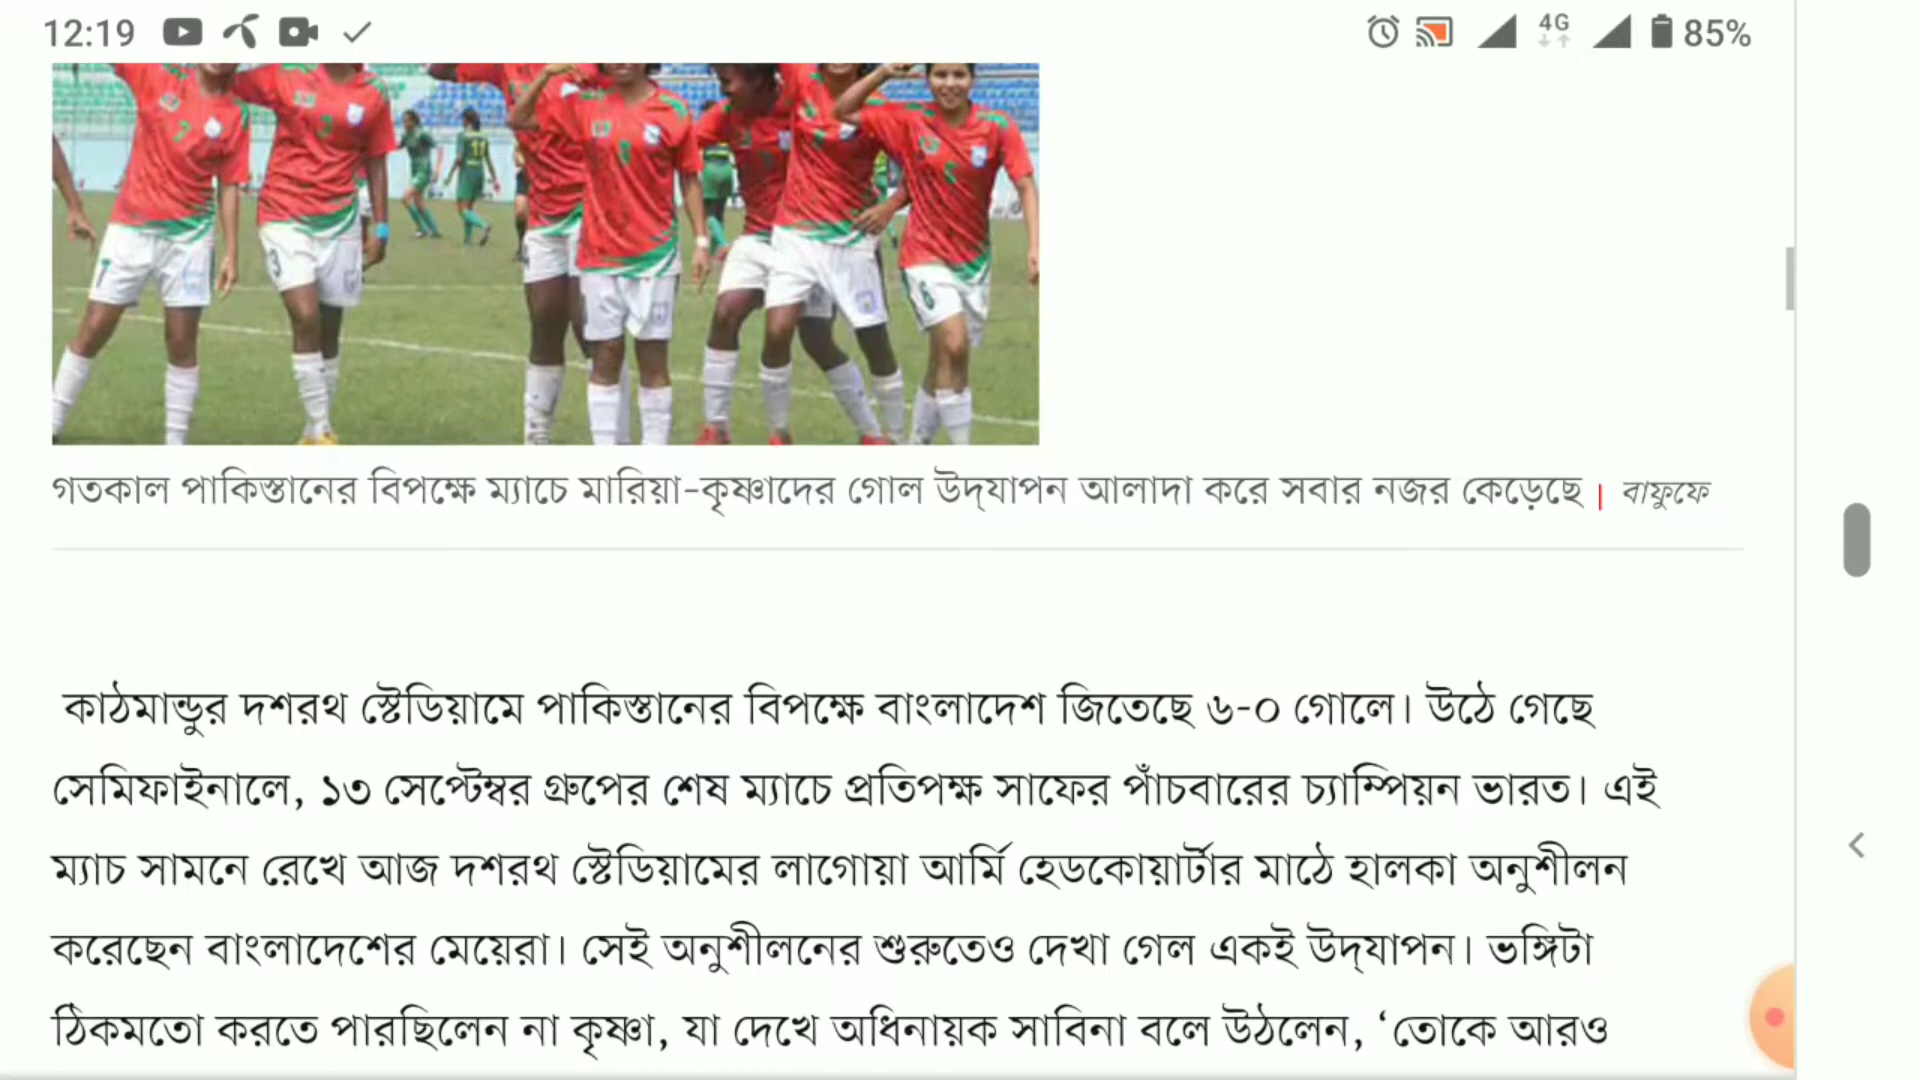 12:19
4G
85%
11
গতকাল পাকিস্তানের বিপক্ষে ম্যাচে মারিয়া-কৃষ্ণাদের গোল উদ্‌যাপন আলাদা করে সবার নজর কেড়েছে | বাফুফে
কাঠমান্ডুর দশরথ স্টেডিয়ামে পাকিস্তানের বিপক্ষে বাংলাদেশ জিতেছে ৬-০ গোলে। উঠে গেছে
সেমিফাইনালে, ১৩ সেপ্টেম্বর গ্রুপের শেষ ম্যাচে প্রতিপক্ষ সাফের পাঁচবারের চ্যাম্পিয়ন ভারত। এই
ম্যাচ সামনে রেখে আজ দশরথ স্টেডিয়ামের লাগোয়া আর্মি হেডকোয়ার্টার মাঠে হালকা অনুশীলন
করেছেন বাংলাদেশের মেয়েরা। সেই অনুশীলনের শুরুতেও দেখা গেল একই উদ্‌যাপন। ভঙ্গিটা
ঠিকমতো করতে পারছিলেন না কৃষ্ণা, যা দেখে অধিনায়ক সাবিনা বলে উঠলেন, ‘তোকে আরও